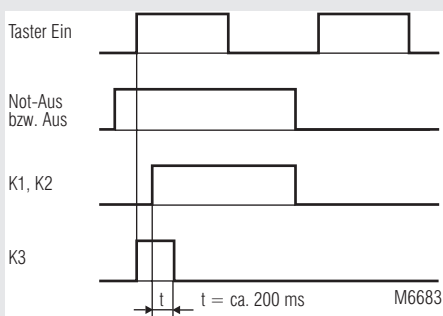 Taster Ein
Not-Aus
bzw. Aus
K1, K2
K3
t
t = ca. 200 ms
M6683